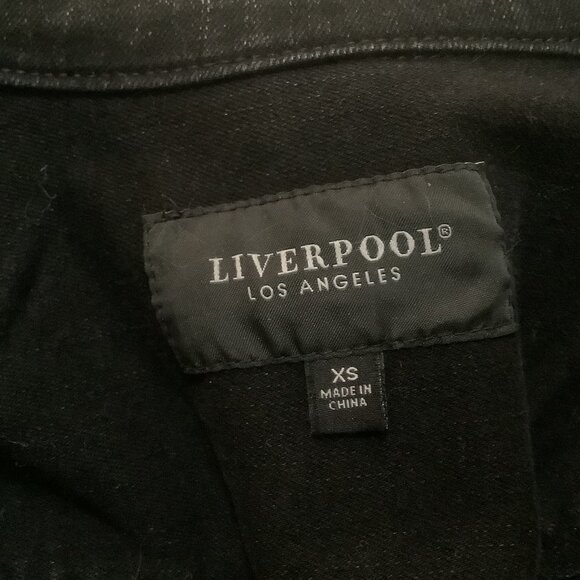 LIVERPOOL®
LOS ANGELES
XS
MADE IN
CHINA